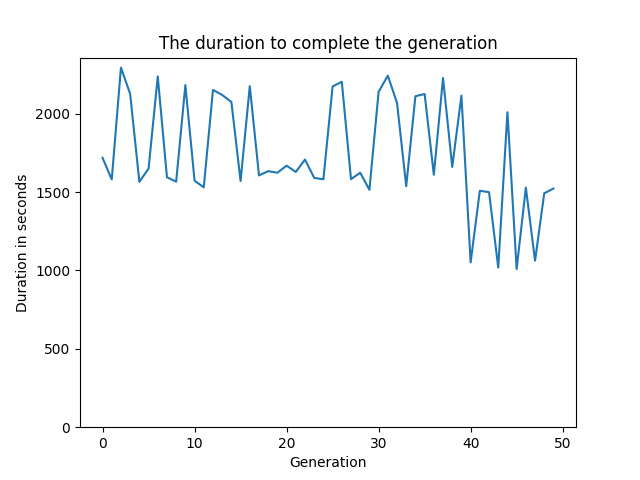 The duration to complete the generation
Duration in seconds
2000
1500
1000
500
0
0 10 20 30 40 50
Generation